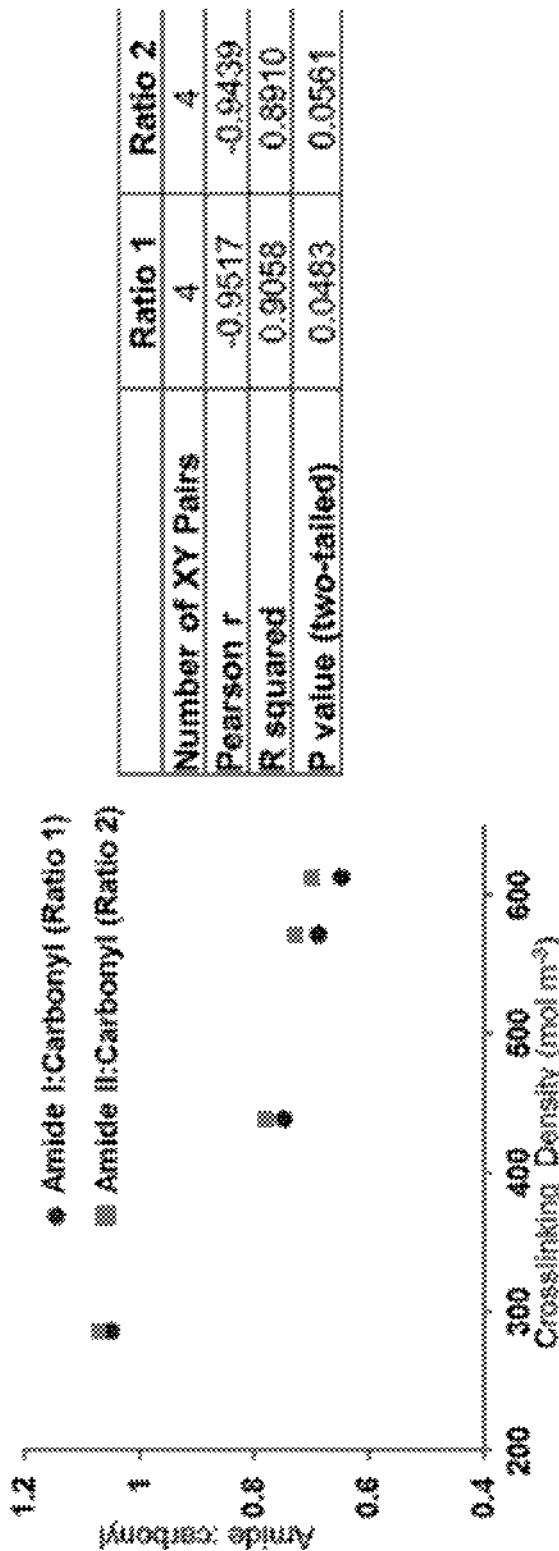 Amide I:Carbonyl (Ratio 1)
Amide II:Carbonyl (Ratio 2)
1.2
1
0.8
0.6
0.4
Amide :carbonyl
200
300
400
500
600
Crosslinking Density (mol m⁻³)
Ratio 1 Ratio 2
Number of XY Pairs 4 4
Pearson r -0.9517 -0.9439
R squared 0.9058 0.8910
P value (two-tailed) 0.0483 0.0561